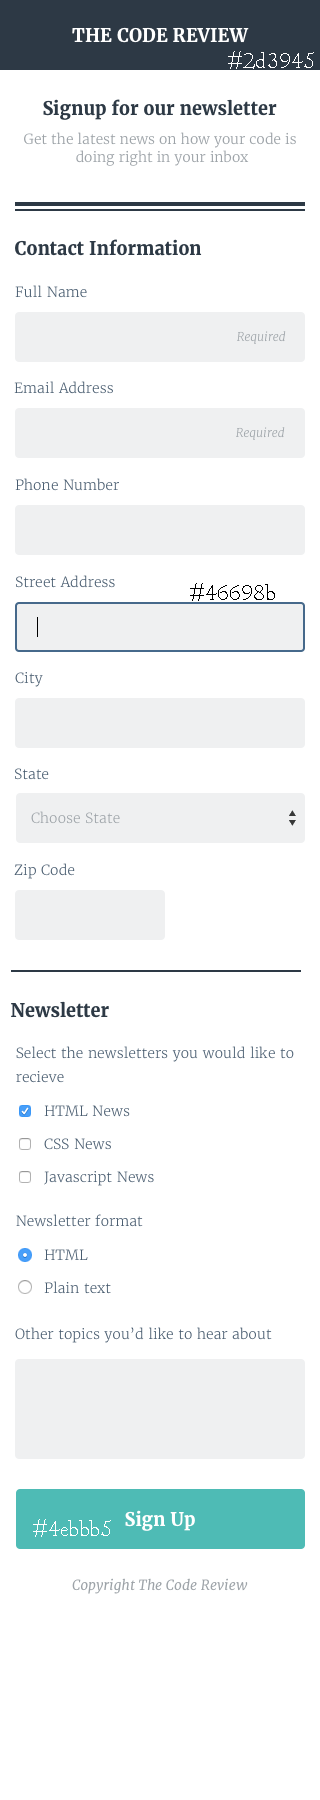 THE CODE REVIEW
#2d3945
Signup for our newsletter
Get the latest news on how your code is
doing right in your inbox
Contact Information
Full Name
Required
Email Address
Required
Phone Number
Street Address
#46698b
City
State
Choose State
Zip Code
Newsletter
Select the newsletters you would like to
recieve
HTML News
CSS News
Javascript News
Newsletter format
HTML
Plain text
Other topics you’d like to hear about
#4ebbb5 Sign Up
Copyright The Code Review